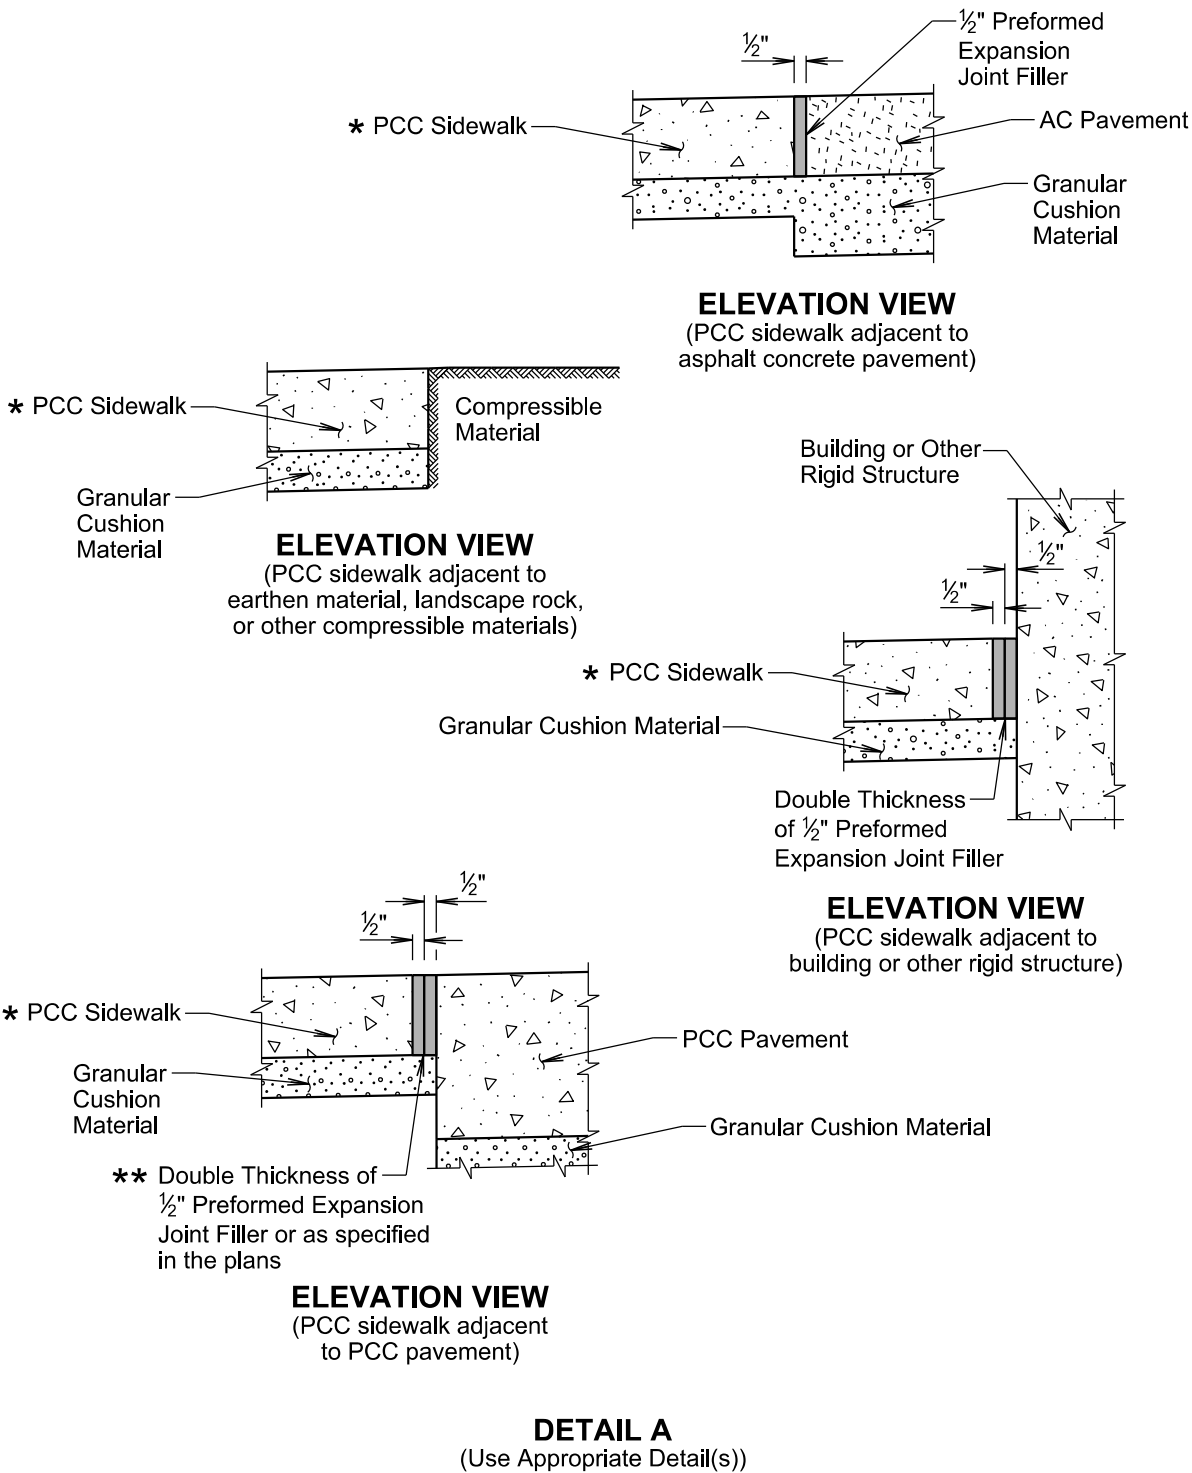 ½" Preformed
Expansion
Joint Filler
½"
* PCC Sidewalk
AC Pavement
Granular
Cushion
Material
ELEVATION VIEW
(PCC sidewalk adjacent to
asphalt concrete pavement)
* PCC Sidewalk
Compressible
Material
Granular
Cushion
Material
ELEVATION VIEW
(PCC sidewalk adjacent to
earthen material, landscape rock,
or other compressible materials)
Building or Other
Rigid Structure
½"
½"
* PCC Sidewalk
Granular Cushion Material
Double Thickness
of ½" Preformed
Expansion Joint Filler
ELEVATION VIEW
(PCC sidewalk adjacent to
building or other rigid structure)
½"
½"
* PCC Sidewalk
PCC Pavement
Granular
Cushion
Material
Granular Cushion Material
** Double Thickness of
½" Preformed Expansion
Joint Filler or as specified
in the plans
ELEVATION VIEW
(PCC sidewalk adjacent
to PCC pavement)
DETAIL A
(Use Appropriate Detail(s))